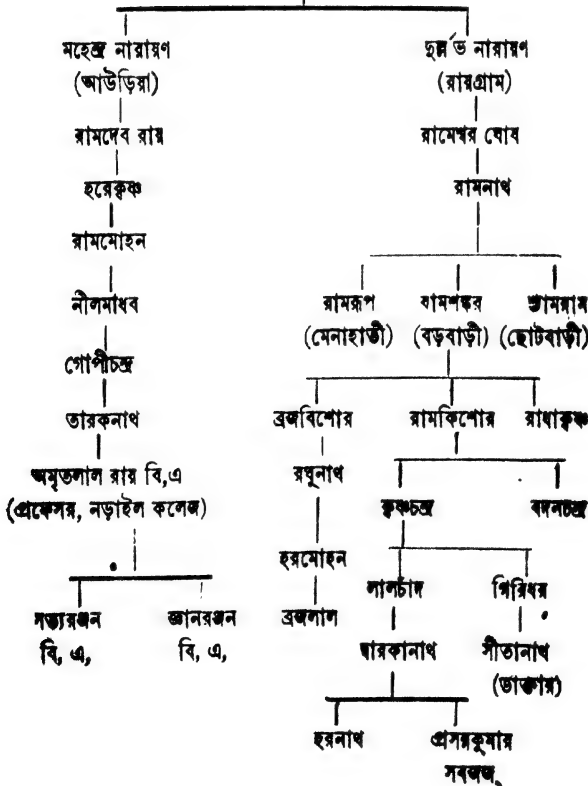 মহেন্দ্র নারায়ণ দুর্ল্লভ নারায়ণ
(আউড়িয়া) (রায়গ্রাম)
রামদেব রায় রামেশ্বর ঘোষ
হরেকৃষ্ণ রামনাথ
রামমোহন
নীলমাধব রামরূপ রামশঙ্কর শ্যামরাম
(মেনাহাতী) (বড়বাড়ী) (ছোটবাড়ী)
গোপীচন্দ্র
তারকনাথ ব্রজকিশোর রামকিশোর রাধাকৃষ্ণ
অমৃতলাল রায় বি,এ রঘুনাথ
(প্রফেসর, নড়াইল কলেজ) কৃষ্ণচন্দ্র বদনচন্দ্র
হরমোহন লালচাঁদ গিরিধর
সত্যরঞ্জন জ্ঞানরঞ্জন ব্রজলাল
বি, এ, বি, এ, দ্বারকানাথ সীতানাথ
(ডাক্তার)
হরনাথ প্রসন্নকুমার
সবজজ্